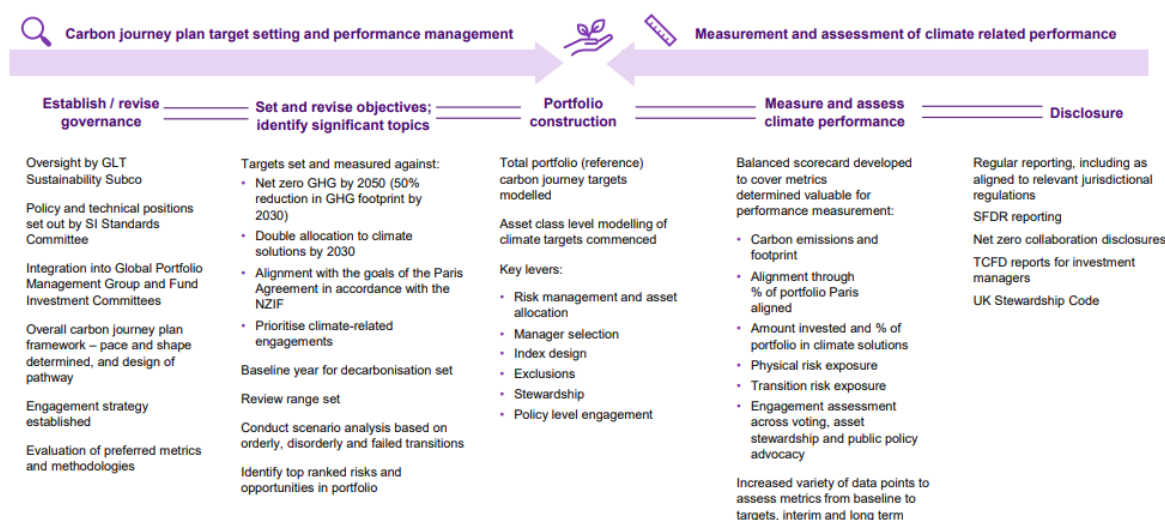 Carbon journey plan target setting and performance management
Measurement and assessment of climate related performance
Establish / revise
governance
Set and revise objectives;
identify significant topics
Portfolio
construction
Measure and assess
climate performance
Disclosure
Oversight by GLT
Sustainability Subco
Policy and technical positions
set out by SI Standards
Committee
Integration into Global Portfolio
Management Group and Fund
Investment Committees
Overall carbon journey plan
framework – pace and shape
determined, and design of
pathway
Engagement strategy
established
Evaluation of preferred metrics
and methodologies
Targets set and measured against:
• Net zero GHG by 2050 (50%
reduction in GHG footprint by
2030)
• Double allocation to climate
solutions by 2030
• Alignment with the goals of the Paris
Agreement in accordance with the
NZIF
• Prioritise climate-related
engagements
Baseline year for decarbonisation set
Review range set
Conduct scenario analysis based on
orderly, disorderly and failed transitions
Identify top ranked risks and
opportunities in portfolio
Total portfolio (reference)
carbon journey targets
modelled
Asset class level modelling of
climate targets commenced
Key levers:
• Risk management and asset
allocation
• Manager selection
• Index design
• Exclusions
• Stewardship
• Policy level engagement
Balanced scorecard developed
to cover metrics
determined valuable for
performance measurement:
• Carbon emissions and
footprint
• Alignment through
% of portfolio Paris
aligned
• Amount invested and % of
portfolio in climate solutions
• Physical risk exposure
• Transition risk exposure
• Engagement assessment
across voting, asset
stewardship and public policy
advocacy
Increased variety of data points to
assess metrics from baseline to
targets, interim and long term
Regular reporting, including as
aligned to relevant jurisdictional
regulations
SFDR reporting
Net zero collaboration disclosures
TCFD reports for investment
managers
UK Stewardship Code